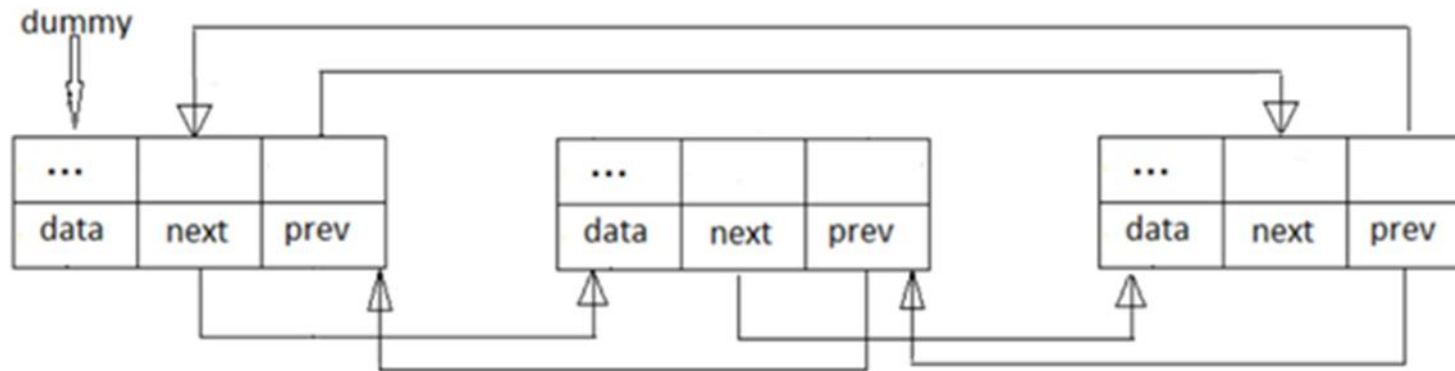 dummy
... ... ...
data next prev data next prev data next prev